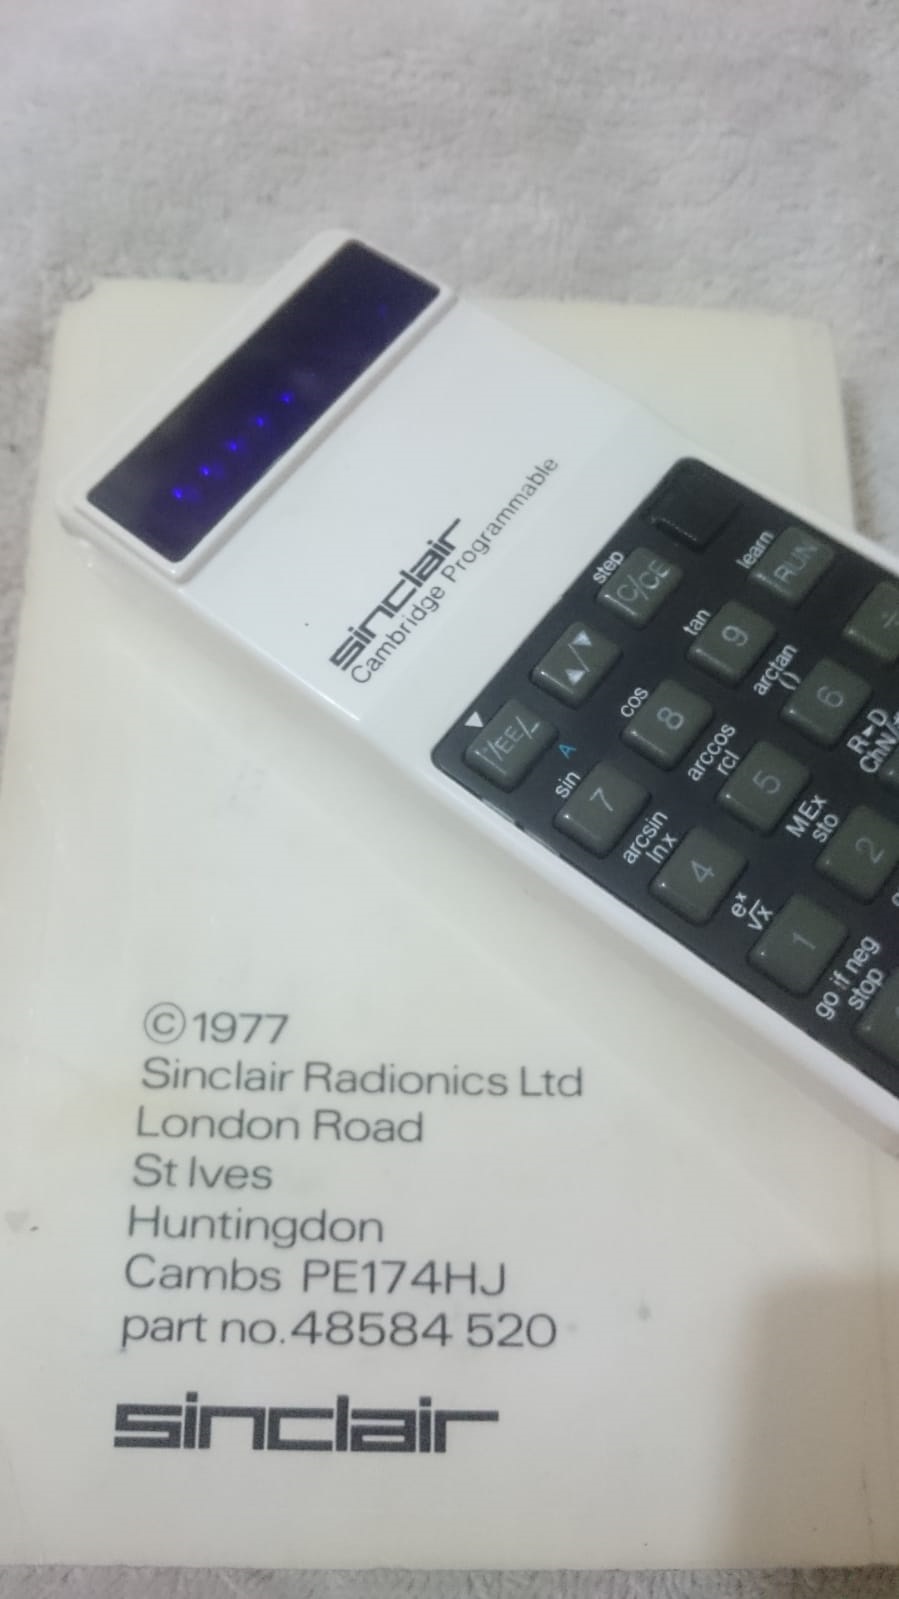 sinclair
Cambridge Programmable
step
C/CE
learn
RUN
▲/▼
tan
9
arctan
()
6
÷
▼
·/EE/-
A
cos
8
arccos
rcl
5
R▸D
sin
7
arcsin
lnx
4
MEx
sto
2
eˣ
√x
1
go if neg
stop
©1977
Sinclair Radionics Ltd
London Road
St Ives
Huntingdon
Cambs PE174HJ
part no.48584 520
sinclair